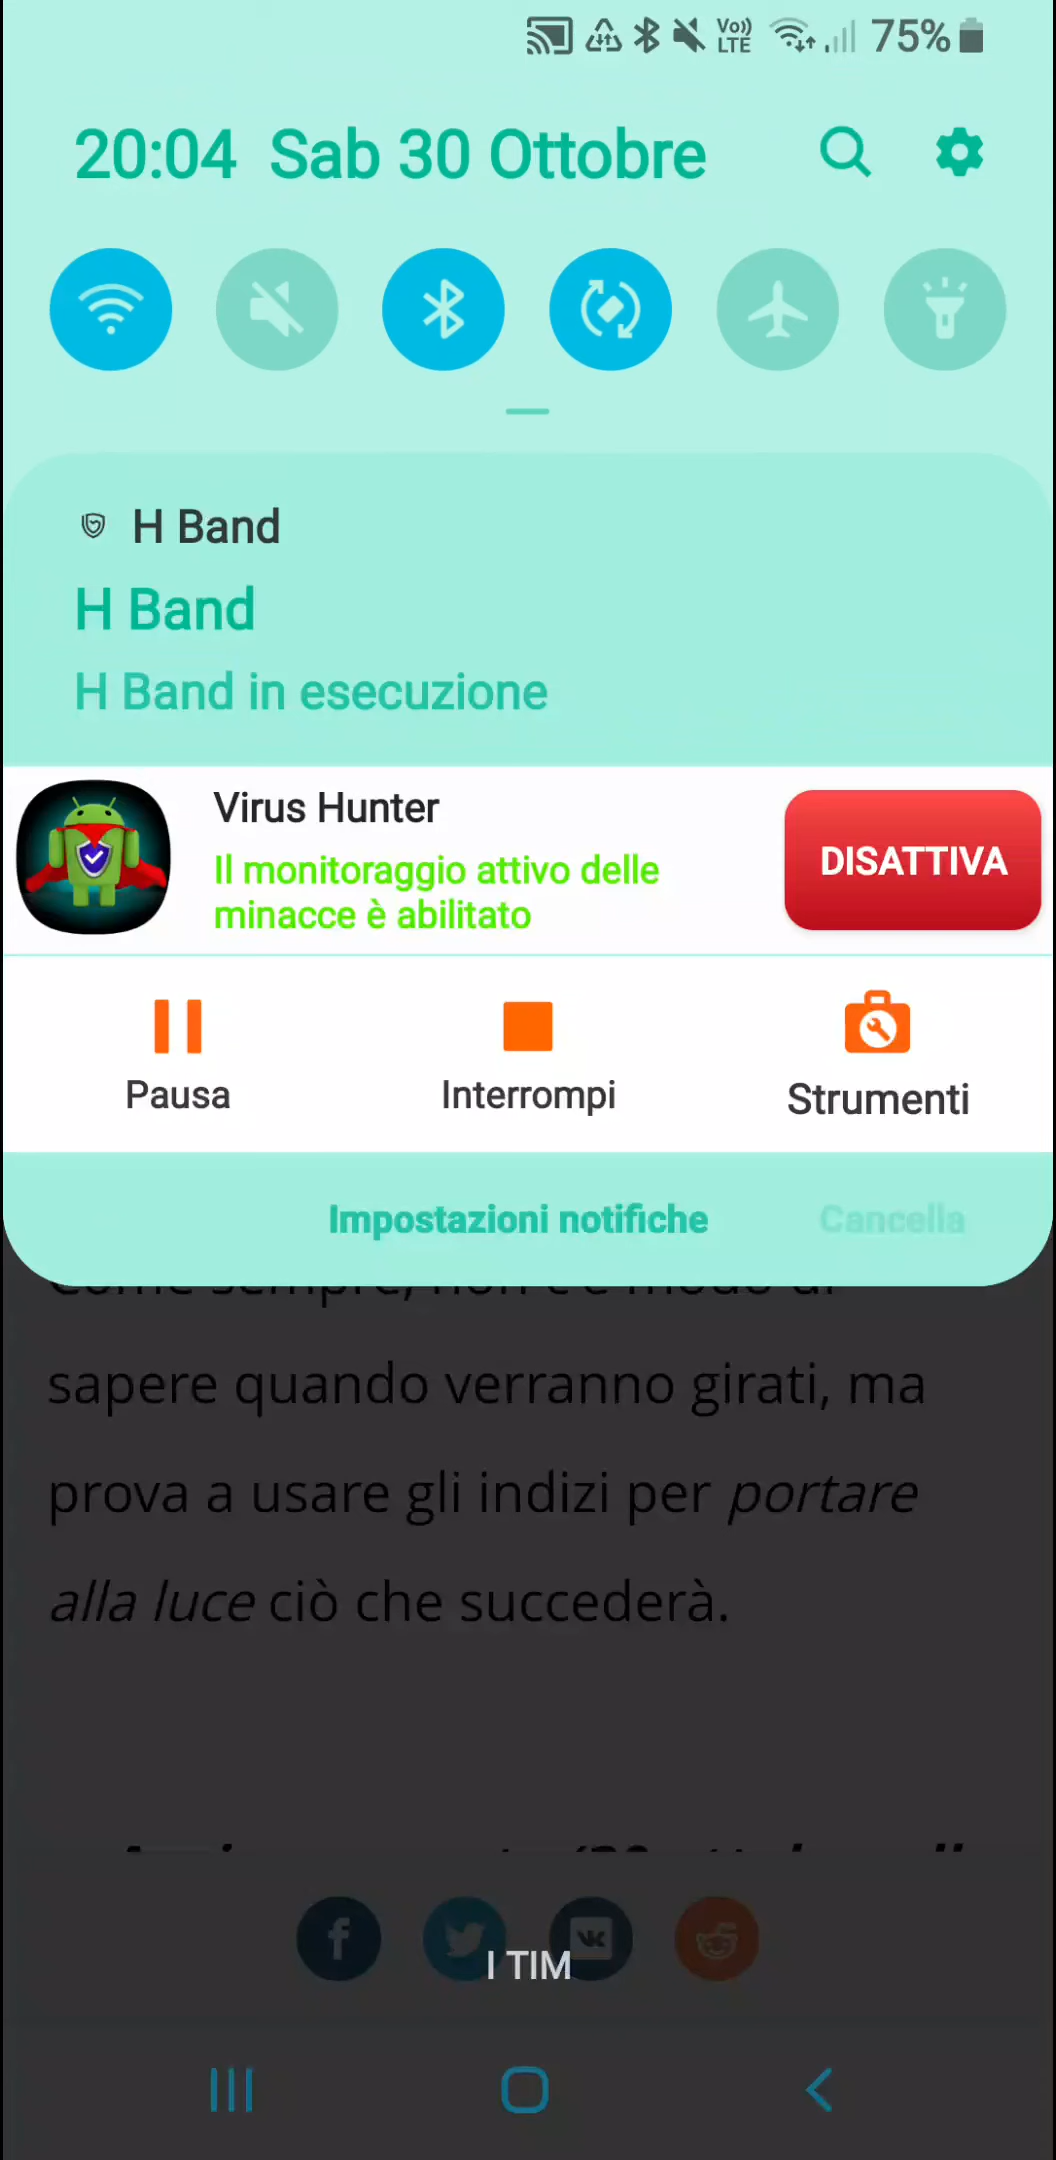 Vo)) LTE 75%
20:04 Sab 30 Ottobre
H Band
H Band
H Band in esecuzione
Virus Hunter
Il monitoraggio attivo delle
minacce è abilitato
DISATTIVA
Pausa
Interrompi
Strumenti
Impostazioni notifiche
Cancella
sapere quando verranno girati, ma
prova a usare gli indizi per portare
alla luce ciò che succederà.
I TIM